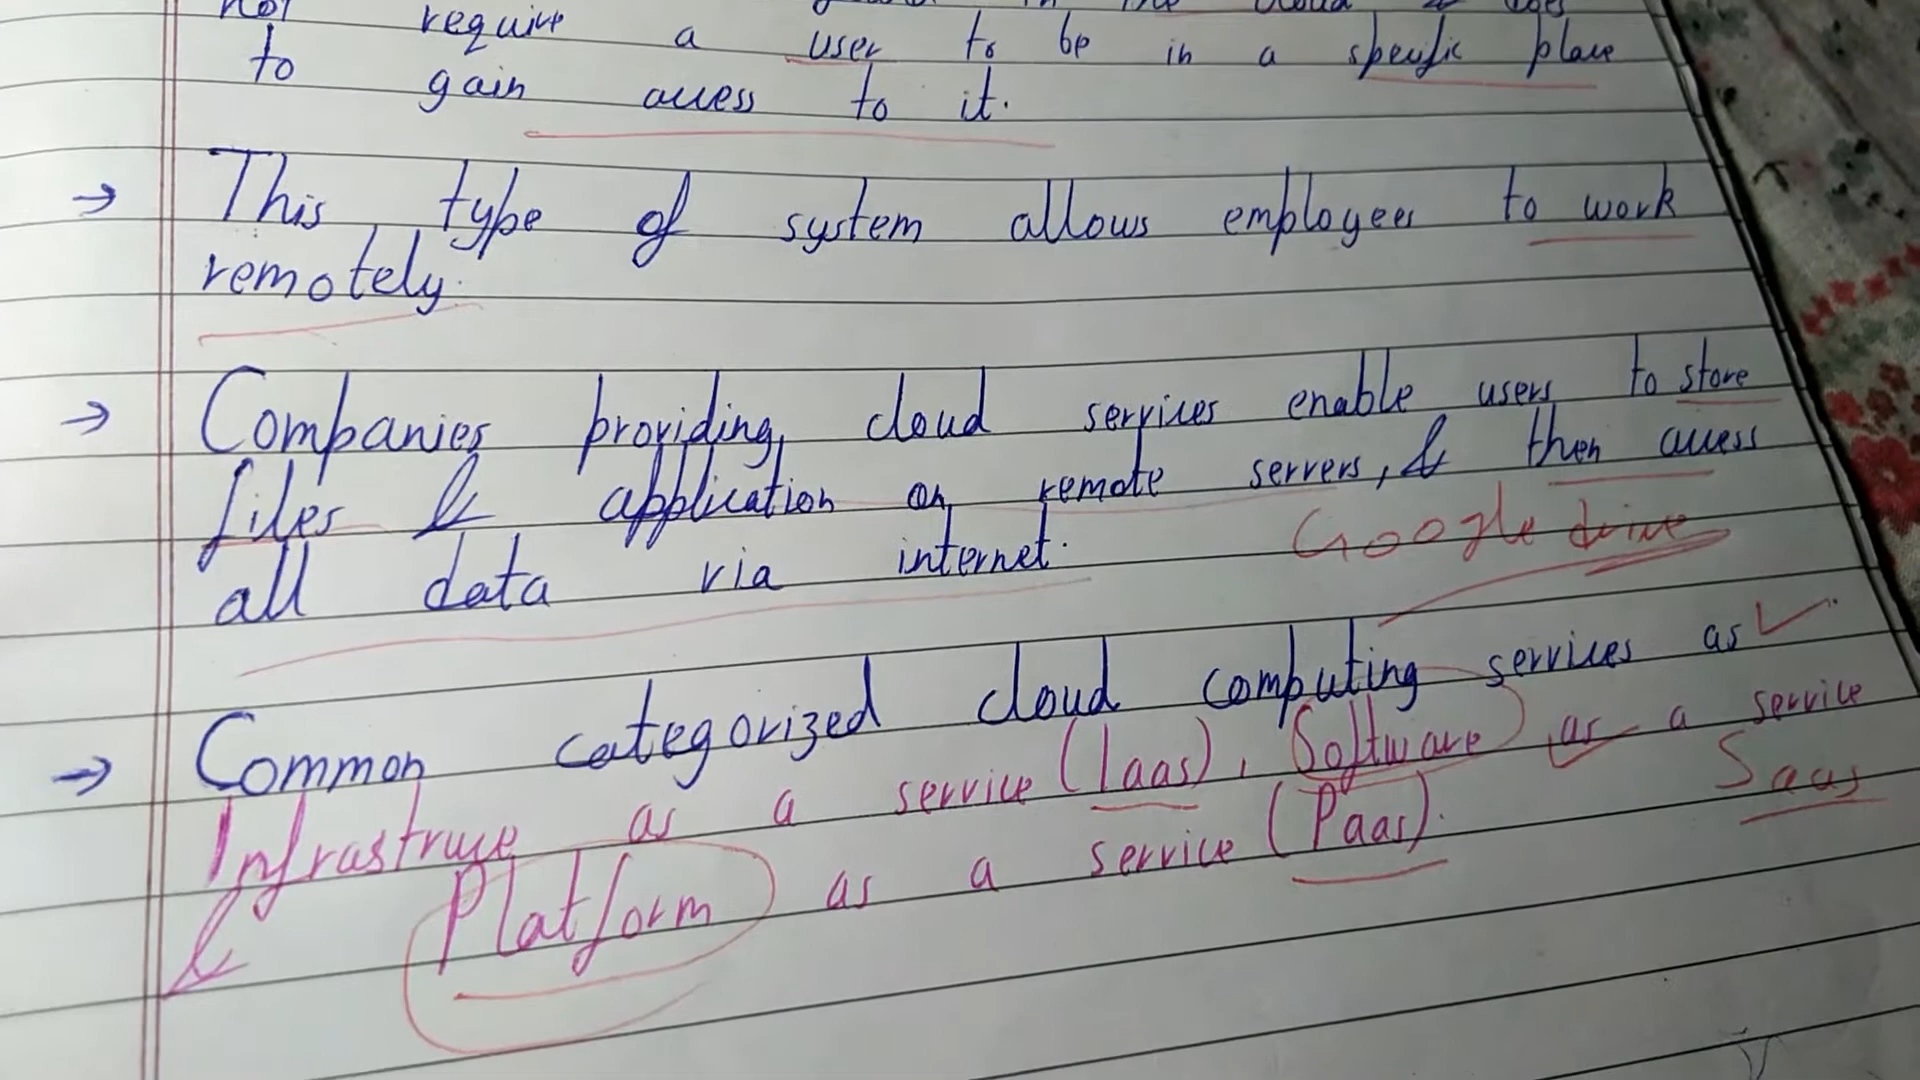 not require a user to be in a specific place
to gain access to it.
→ This type of system allows employees to work
remotely.
→ Companies providing cloud services enable users to store
files & application on remote servers, & then access
all data via internet.
Google drive
→ Common categorized cloud computing services as
Infrastruce as a service (Iaas), Software as a service
Saas
& Platform as a service (Paas).